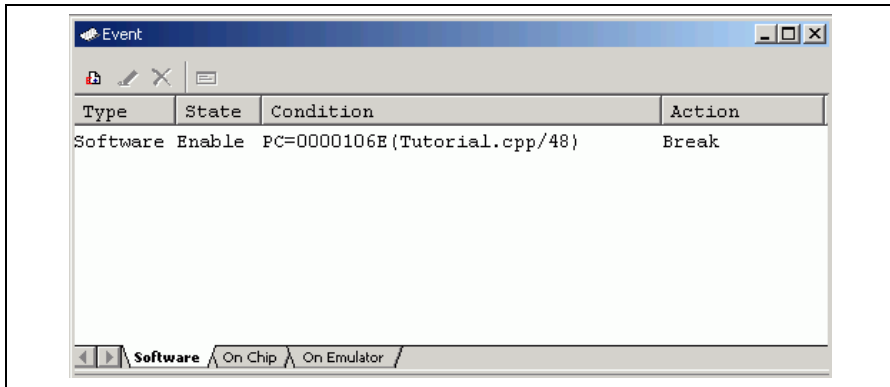 Event
Type State Condition Action
Software Enable PC=0000106E(Tutorial.cpp/48) Break
Software On Chip On Emulator